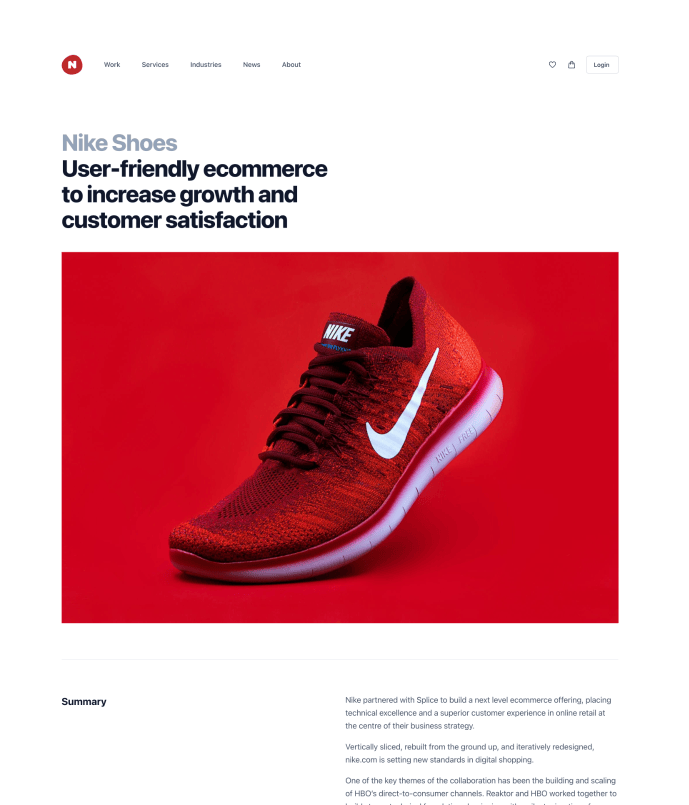 N
Work Services Industries News About Login
Nike Shoes
User-friendly ecommerce
to increase growth and
customer satisfaction
NIKE
NIKE FREE
Summary
Nike partnered with Splice to build a next level ecommerce offering, placing
technical excellence and a superior customer experience in online retail at
the centre of their business strategy.
Vertically sliced, rebuilt from the ground up, and iteratively redesigned,
nike.com is setting new standards in digital shopping.
One of the key themes of the collaboration has been the building and scaling
of HBO's direct-to-consumer channels. Reaktor and HBO worked together to